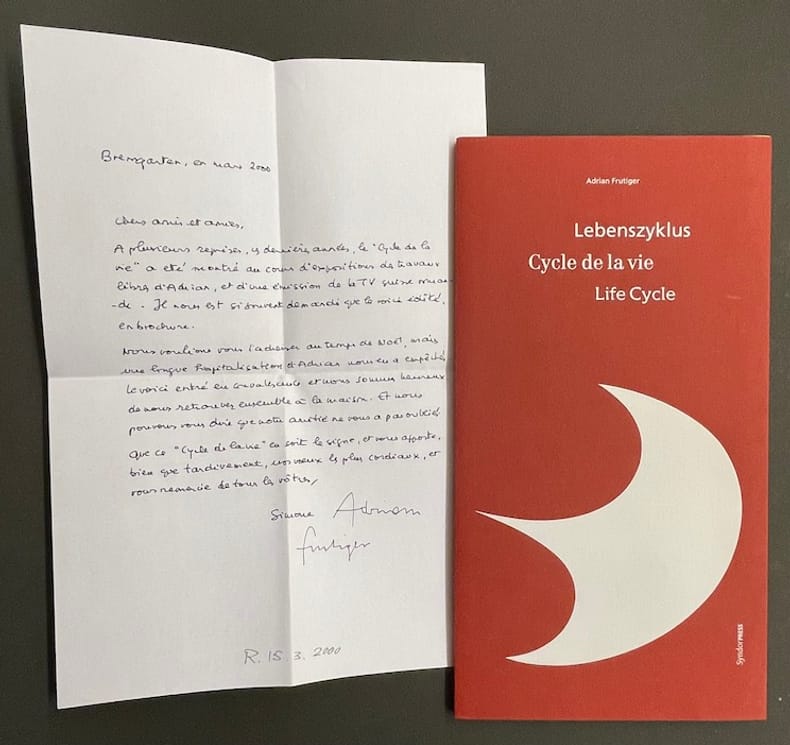 Bremgarten, en mars 2000
Chers amis et amies,
A plusieurs reprises, ces dernières années, le "Cycle de la
vie" a été montré au cours d'expositions de travaux
libres d'Adrian, et d'une émission de la TV suisse roman-
-de. Il nous est si souvent demandé que le voici édité,
en brochure.
Nous voulions vous l'adresser au temps de Noël, mais
une longue hospitalisation d'Adrian nous en a empêché
Le voici entré en convalescence et nous sommes heureux
de nous retrouver ensemble à la maison. Et nous
pouvons vous dire que notre amitié ne vous a pas oubliés
Que ce "Cycle de la vie" en soit le signe, et vous apporte,
bien que tardivement, nos vœux les plus cordiaux, et
vous remercie de tous les vôtres,
Simone Adrian
Frutiger
R. 15.3.2000
Adrian Frutiger
Lebenszyklus
Cycle de la vie
Life Cycle
Syndor PRESS